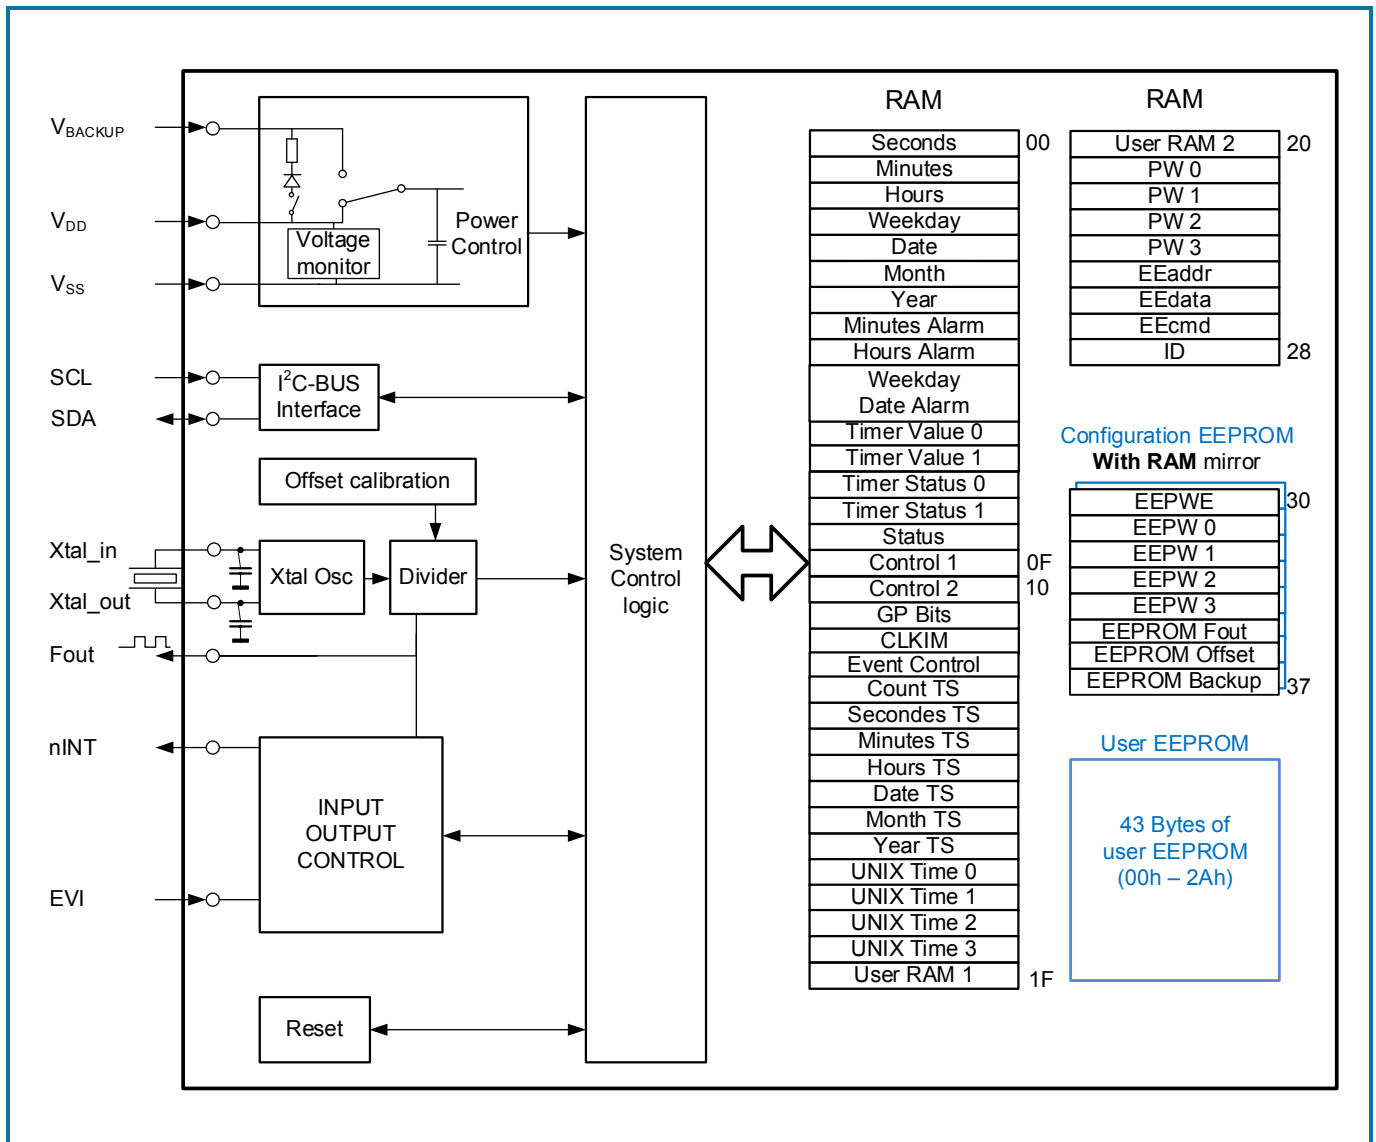 V_BACKUP
V_DD
V_SS
Voltage
monitor
Power
Control
SCL
SDA
I²C-BUS
Interface
Offset calibration
Xtal_in
Xtal_out
Xtal Osc
Divider
Fout
nINT
EVI
INPUT
OUTPUT
CONTROL
Reset
System
Control
logic
RAM
Seconds 00
Minutes
Hours
Weekday
Date
Month
Year
Minutes Alarm
Hours Alarm
Weekday
Date Alarm
Timer Value 0
Timer Value 1
Timer Status 0
Timer Status 1
Status
Control 1 0F
Control 2 10
GP Bits
CLKIM
Event Control
Count TS
Secondes TS
Minutes TS
Hours TS
Date TS
Month TS
Year TS
UNIX Time 0
UNIX Time 1
UNIX Time 2
UNIX Time 3
User RAM 1 1F
RAM
User RAM 2 20
PW 0
PW 1
PW 2
PW 3
EEaddr
EEdata
EEcmd
ID 28
Configuration EEPROM
With RAM mirror
EEPWE 30
EEPW 0
EEPW 1
EEPW 2
EEPW 3
EEPROM Fout
EEPROM Offset
EEPROM Backup 37
User EEPROM
43 Bytes of
user EEPROM
(00h – 2Ah)